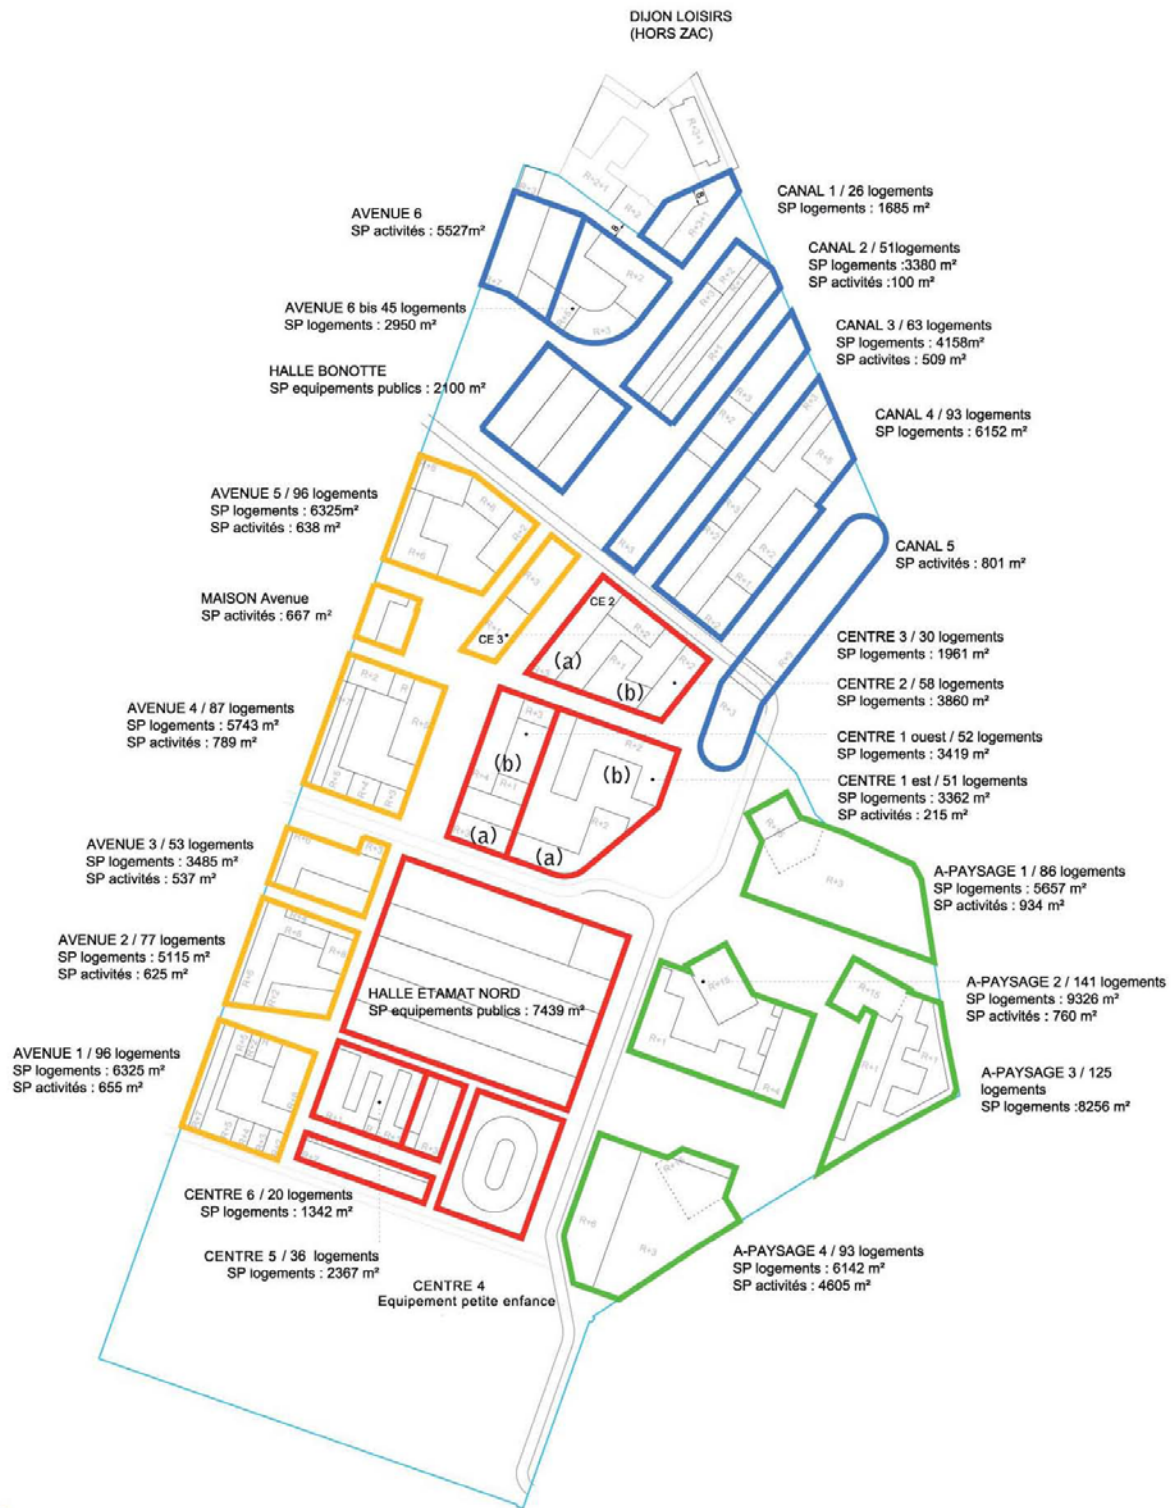 DIJON LOISIRS
(HORS ZAC)
CANAL 1 / 26 logements
SP logements : 1685 m²
AVENUE 6
SP activités : 5527m²
CANAL 2 / 51logements
SP logements :3380 m²
SP activités :100 m²
AVENUE 6 bis 45 logements
SP logements : 2950 m²
CANAL 3 / 63 logements
SP logements : 4158m²
SP activites : 509 m²
HALLE BONOTTE
SP equipements publics : 2100 m²
CANAL 4 / 93 logements
SP logements : 6152 m²
AVENUE 5 / 96 logements
SP logements : 6325m²
SP activités : 638 m²
CANAL 5
SP activités : 801 m²
MAISON Avenue
SP activités : 667 m²
CE 2
CE 3
(a)
(b)
CENTRE 3 / 30 logements
SP logements : 1961 m²
CENTRE 2 / 58 logements
SP logements : 3860 m²
AVENUE 4 / 87 logements
SP logements : 5743 m²
SP activités : 789 m²
CENTRE 1 ouest / 52 logements
SP logements : 3419 m²
(b)
(b)
CENTRE 1 est / 51 logements
SP logements : 3362 m²
SP activités : 215 m²
(a)
(a)
AVENUE 3 / 53 logements
SP logements : 3485 m²
SP activités : 537 m²
A-PAYSAGE 1 / 86 logements
SP logements : 5657 m²
SP activités : 934 m²
AVENUE 2 / 77 logements
SP logements : 5115 m²
SP activités : 625 m²
HALLE ETAMAT NORD
SP equipements publics : 7439 m²
A-PAYSAGE 2 / 141 logements
SP logements : 9326 m²
SP activités : 760 m²
AVENUE 1 / 96 logements
SP logements : 6325 m²
SP activités : 655 m²
A-PAYSAGE 3 / 125
logements
SP logements :8256 m²
CENTRE 6 / 20 logements
SP logements : 1342 m²
CENTRE 5 / 36 logements
SP logements : 2367 m²
CENTRE 4
Equipement petite enfance
A-PAYSAGE 4 / 93 logements
SP logements : 6142 m²
SP activités : 4605 m²